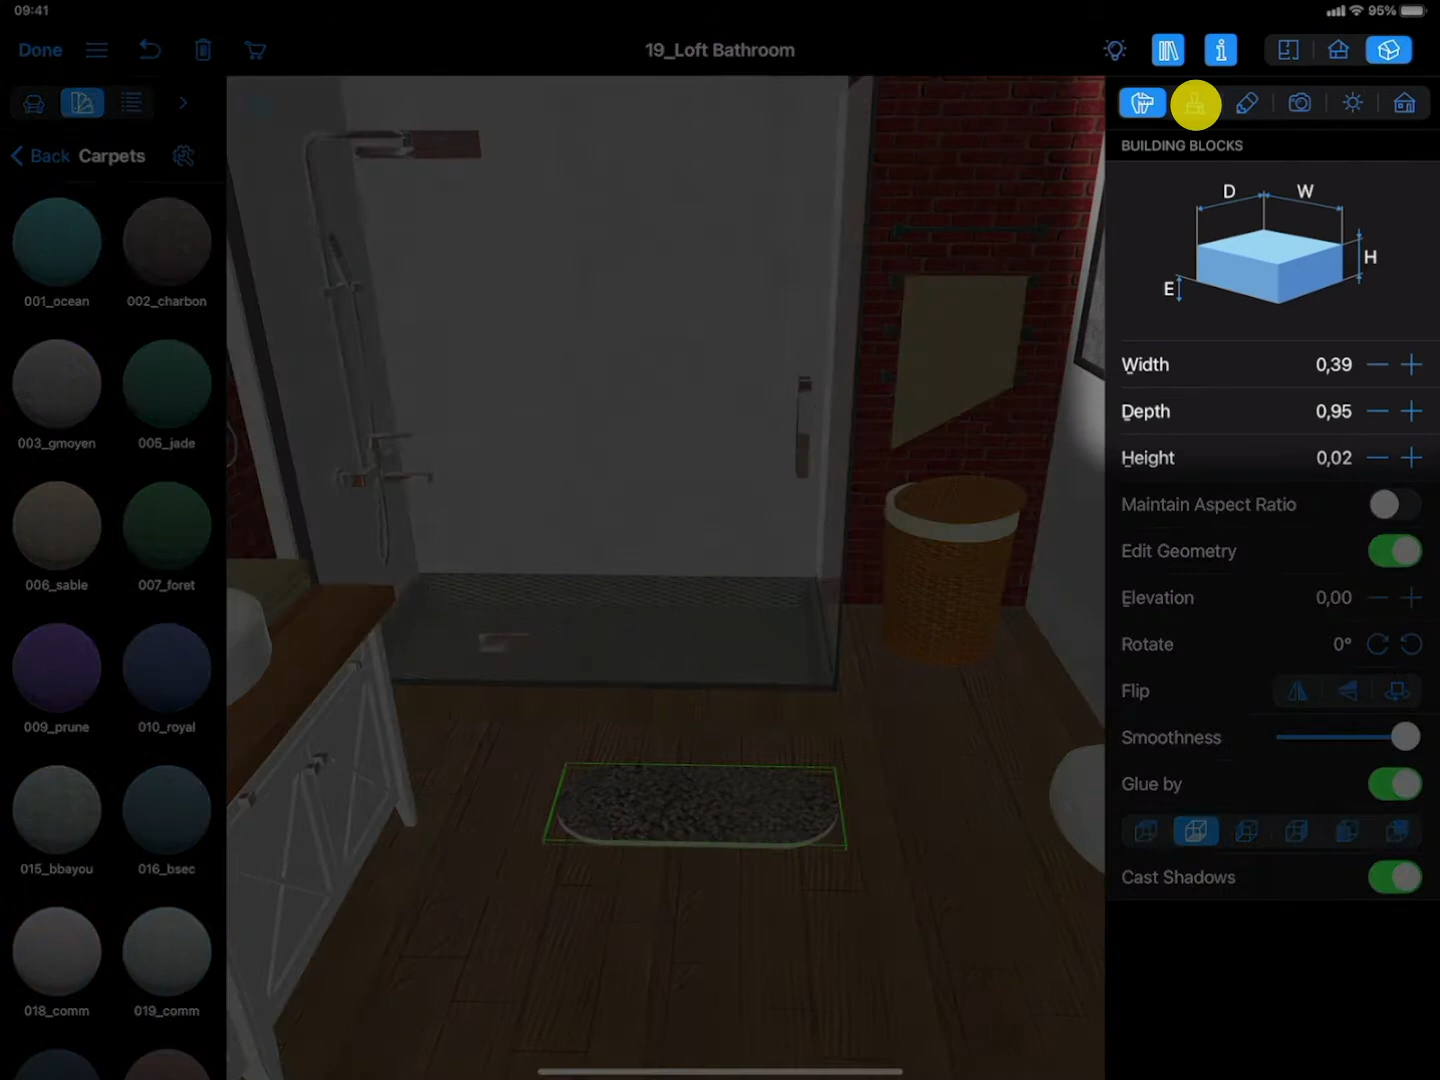 09:41
95%
Done
19_Loft Bathroom
Back Carpets
001_ocean 002_charbon
003_gmoyen 005_jade
006_sable 007_foret
009_prune 010_royal
015_bbayou 016_bsec
018_comm 019_comm
BUILDING BLOCKS
D W
H
E
Width 0,39
Depth 0,95
Height 0,02
Maintain Aspect Ratio
Edit Geometry
Elevation 0,00
Rotate 0°
Flip
Smoothness
Glue by
Cast Shadows